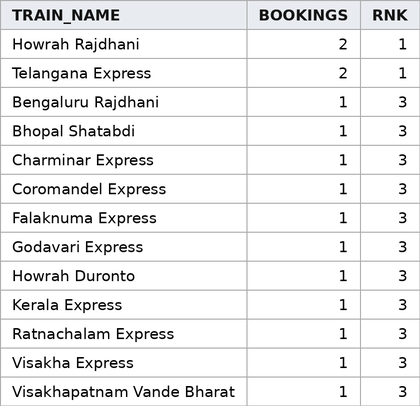 TRAIN_NAME BOOKINGS RNK
Howrah Rajdhani 2 1
Telangana Express 2 1
Bengaluru Rajdhani 1 3
Bhopal Shatabdi 1 3
Charminar Express 1 3
Coromandel Express 1 3
Falaknuma Express 1 3
Godavari Express 1 3
Howrah Duronto 1 3
Kerala Express 1 3
Ratnachalam Express 1 3
Visakha Express 1 3
Visakhapatnam Vande Bharat 1 3